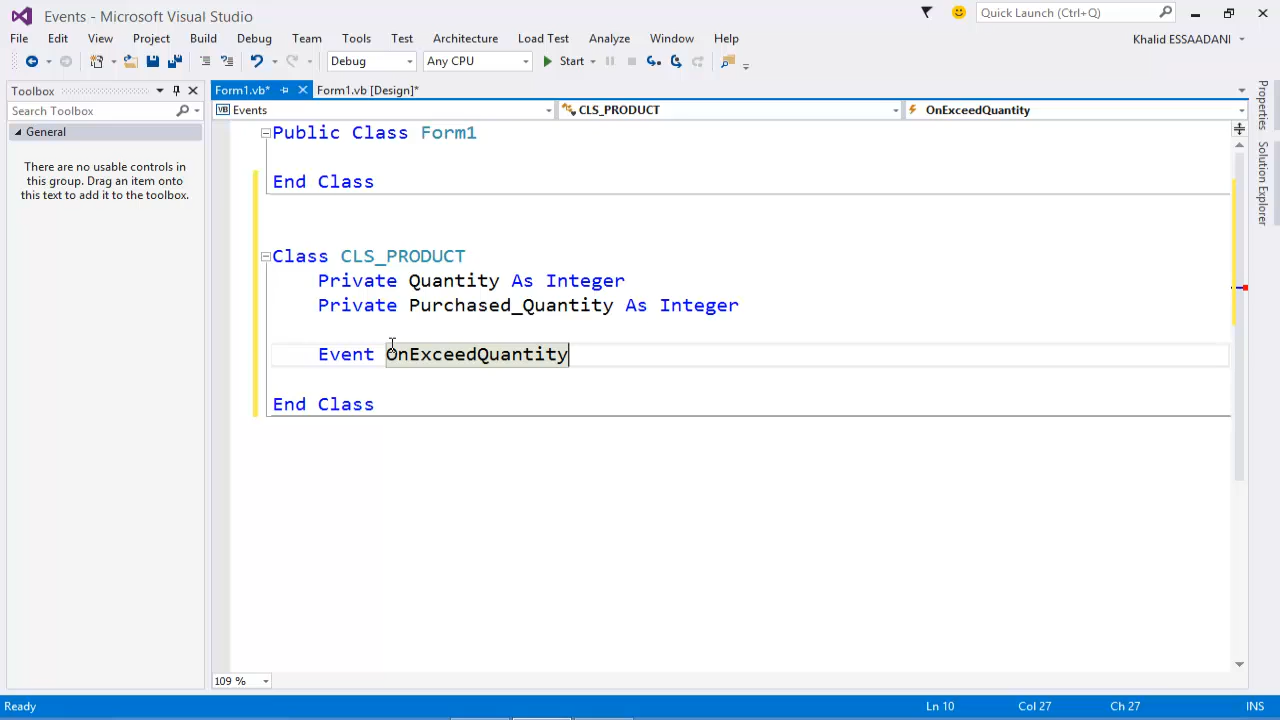 Events - Microsoft Visual Studio
Quick Launch (Ctrl+Q)
File Edit View Project Build Debug Team Tools Test Architecture Load Test Analyze Window Help
Khalid ESSAADANI
Debug Any CPU Start
Toolbox
Form1.vb* Form1.vb [Design]*
Search Toolbox
VB Events CLS_PRODUCT OnExceedQuantity
General
There are no usable controls in
this group. Drag an item onto
this text to add it to the toolbox.
Public Class Form1
End Class
Class CLS_PRODUCT
Private Quantity As Integer
Private Purchased_Quantity As Integer
Event OnExceedQuantity
End Class
Properties
Solution Explorer
109 %
Ready Ln 10 Col 27 Ch 27 INS